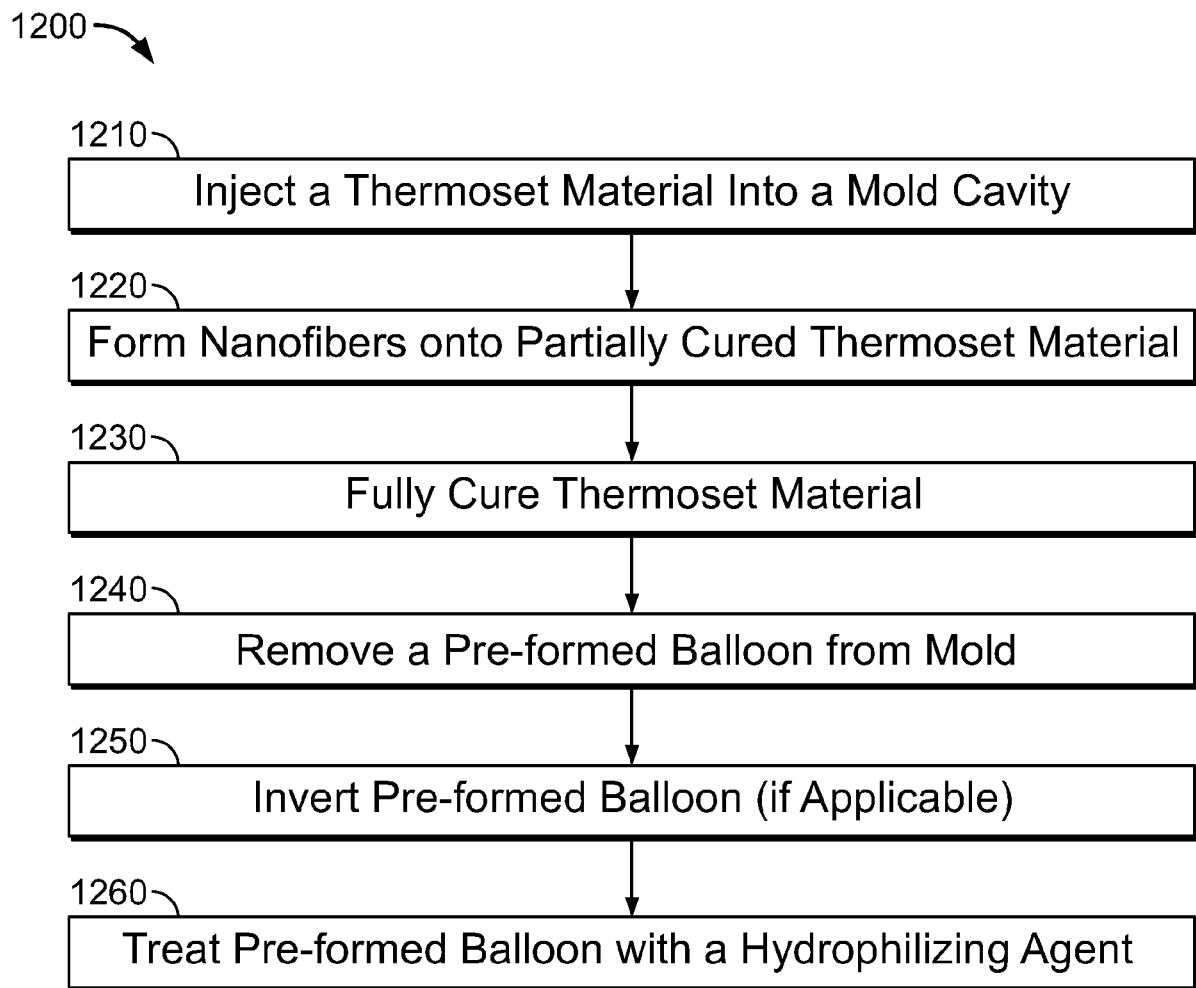 1200
1210
Inject a Thermoset Material Into a Mold Cavity
1220
Form Nanofibers onto Partially Cured Thermoset Material
1230
Fully Cure Thermoset Material
1240
Remove a Pre-formed Balloon from Mold
1250
Invert Pre-formed Balloon (if Applicable)
1260
Treat Pre-formed Balloon with a Hydrophilizing Agent